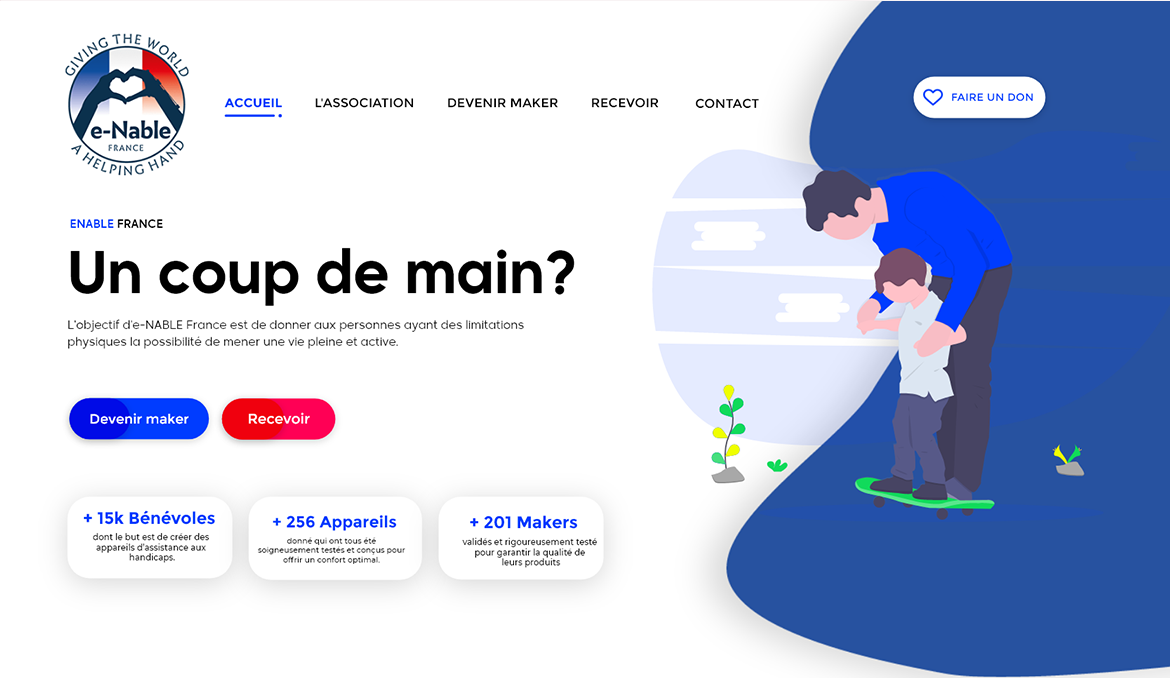 GIVING THE WORLD
e-Nable
FRANCE
A HELPING HAND
ACCUEIL
L'ASSOCIATION
DEVENIR MAKER
RECEVOIR
CONTACT
FAIRE UN DON
ENABLE FRANCE
Un coup de main?
L'objectif d'e-NABLE France est de donner aux personnes ayant des limitations
physiques la possibilité de mener une vie pleine et active.
Devenir maker
Recevoir
+ 15k Bénévoles
dont le but est de créer des
appareils d'assistance aux
handicaps.
+ 256 Appareils
donné qui ont tous été
soigneusement testés et conçus pour
offrir un confort optimal.
+ 201 Makers
validés et rigoureusement testé
pour garantir la qualité de
leurs produits